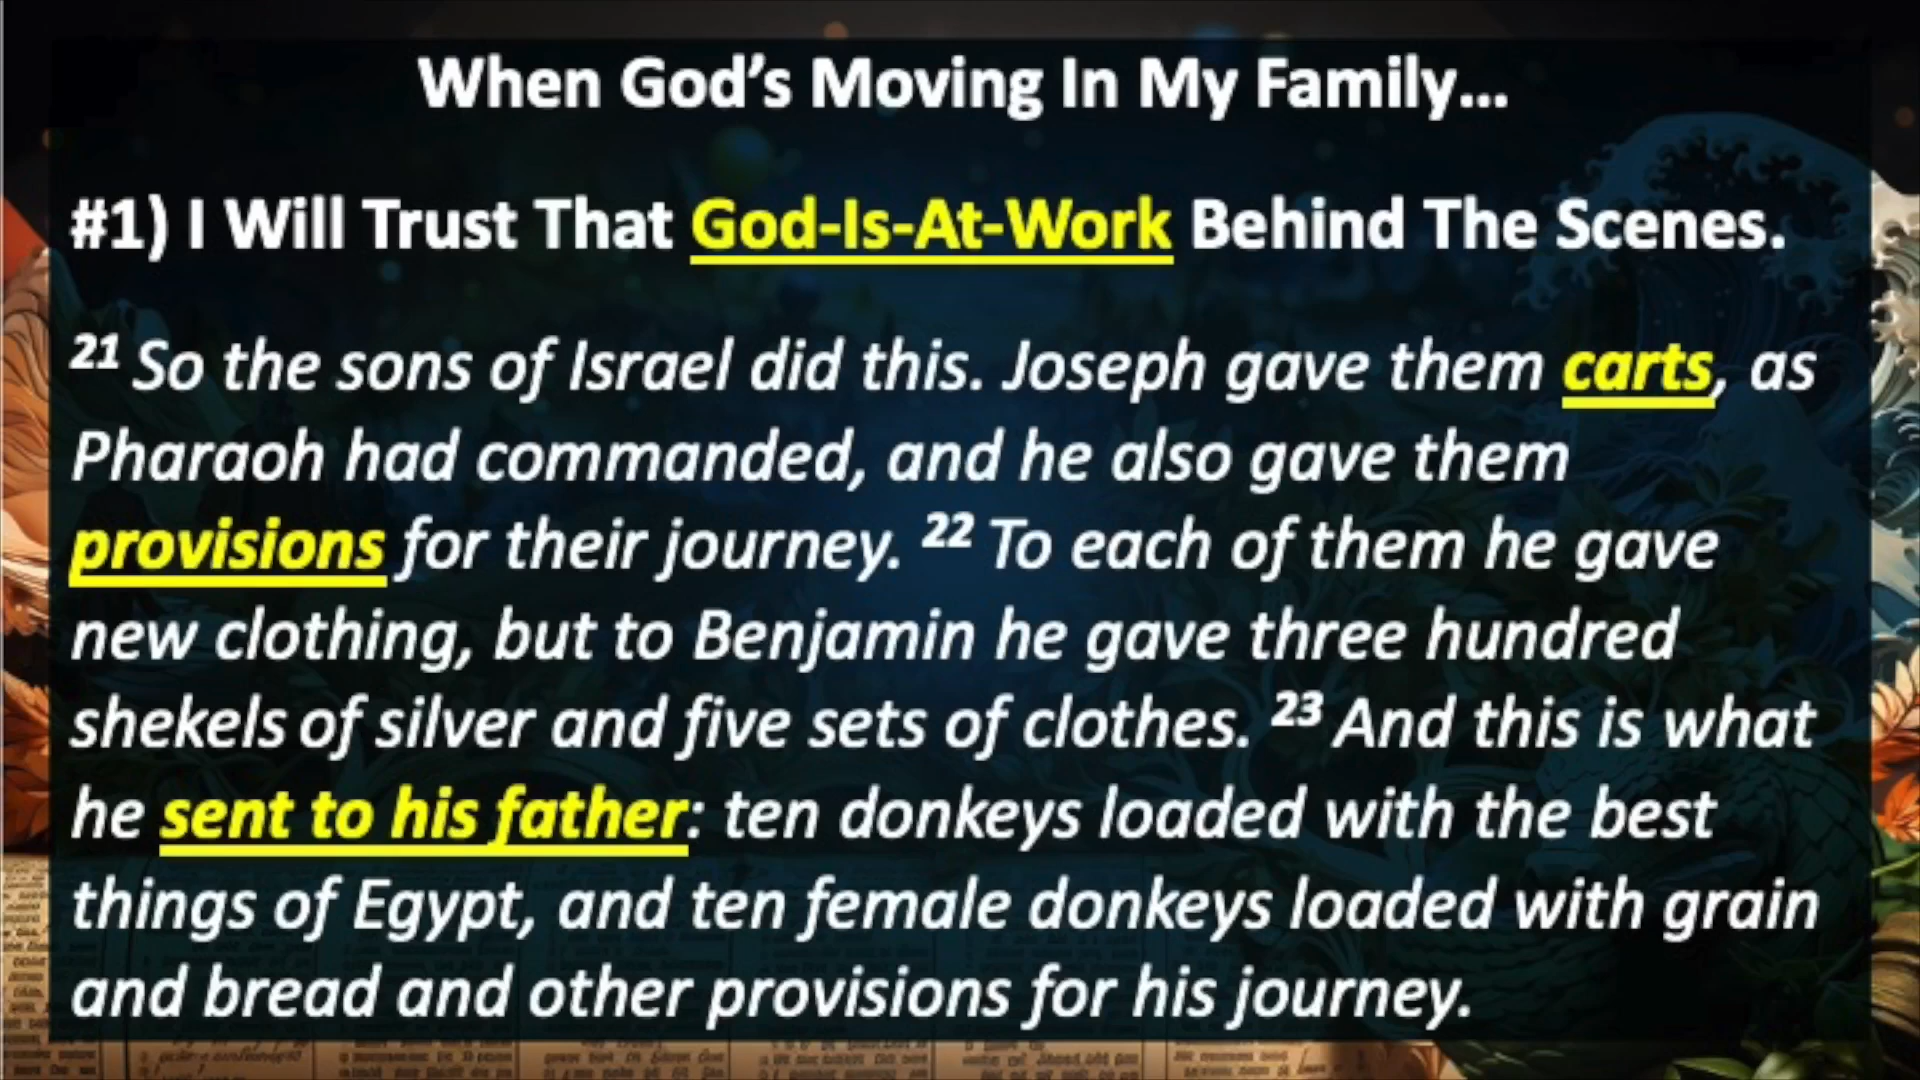 When God’s Moving In My Family...
#1) I Will Trust That God-Is-At-Work Behind The Scenes.
21 So the sons of Israel did this. Joseph gave them carts, as
Pharaoh had commanded, and he also gave them
provisions for their journey. 22 To each of them he gave
new clothing, but to Benjamin he gave three hundred
shekels of silver and five sets of clothes. 23 And this is what
he sent to his father: ten donkeys loaded with the best
things of Egypt, and ten female donkeys loaded with grain
and bread and other provisions for his journey.